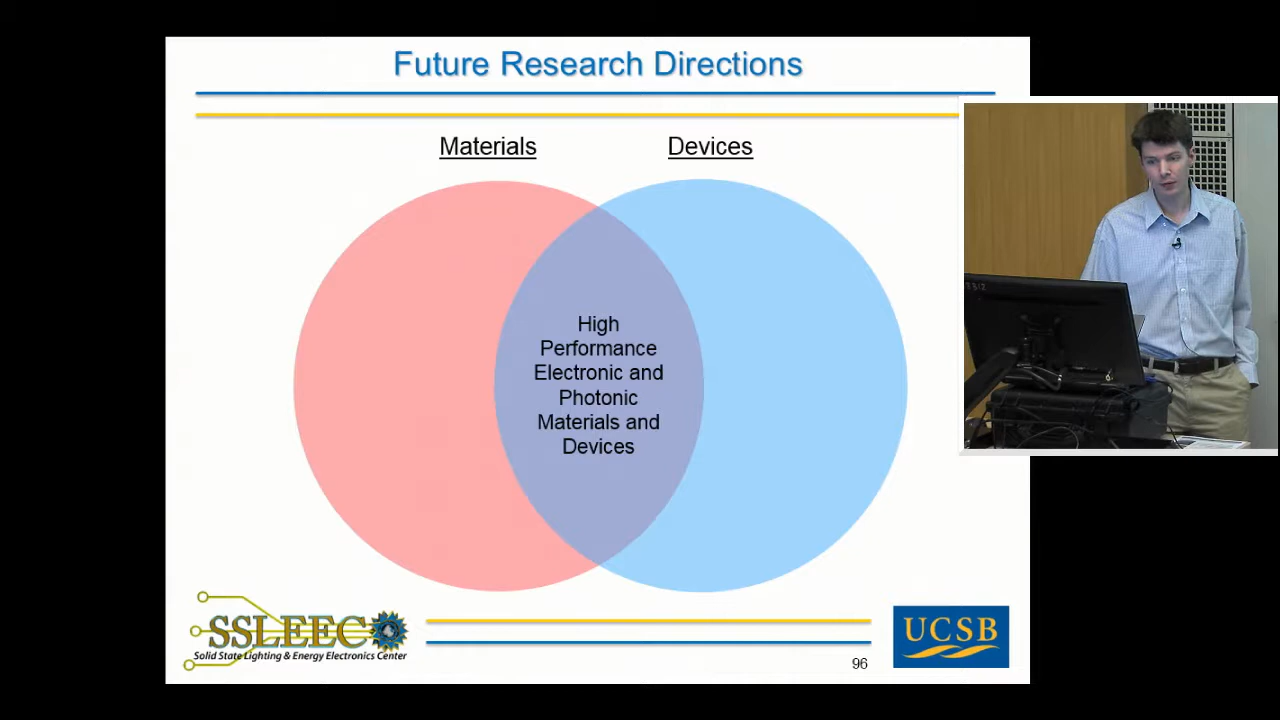 Future Research Directions
Materials
Devices
High
Performance
Electronic and
Photonic
Materials and
Devices
SSLEEC
Solid State Lighting & Energy Electronics Center
UCSB
96